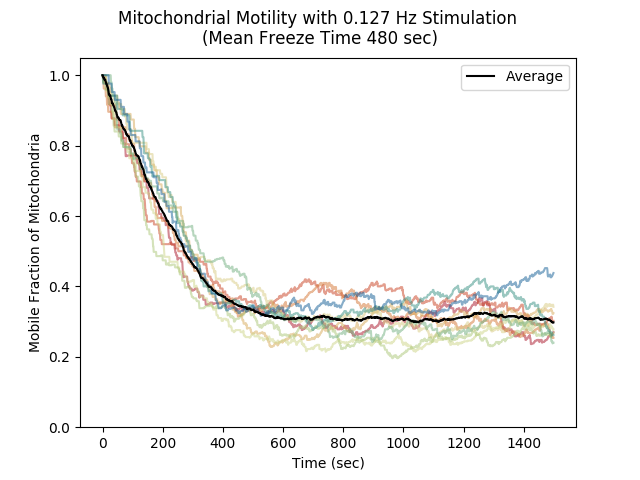 Mitochondrial Motility with 0.127 Hz Stimulation
(Mean Freeze Time 480 sec)
Average
Mobile Fraction of Mitochondria
1.0
0.8
0.6
0.4
0.2
0.0
0 200 400 600 800 1000 1200 1400
Time (sec)